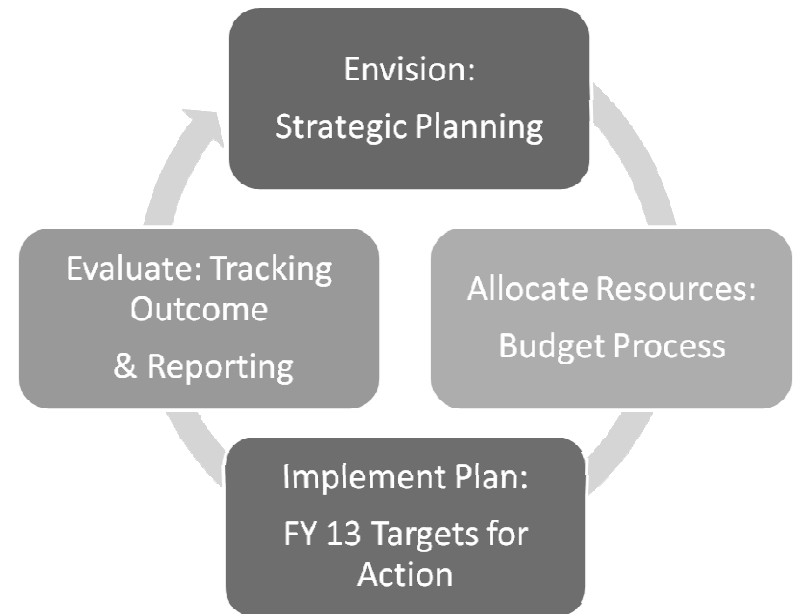 Envision:
Strategic Planning
Allocate Resources:
Budget Process
Implement Plan:
FY 13 Targets for
Action
Evaluate: Tracking
Outcome
& Reporting